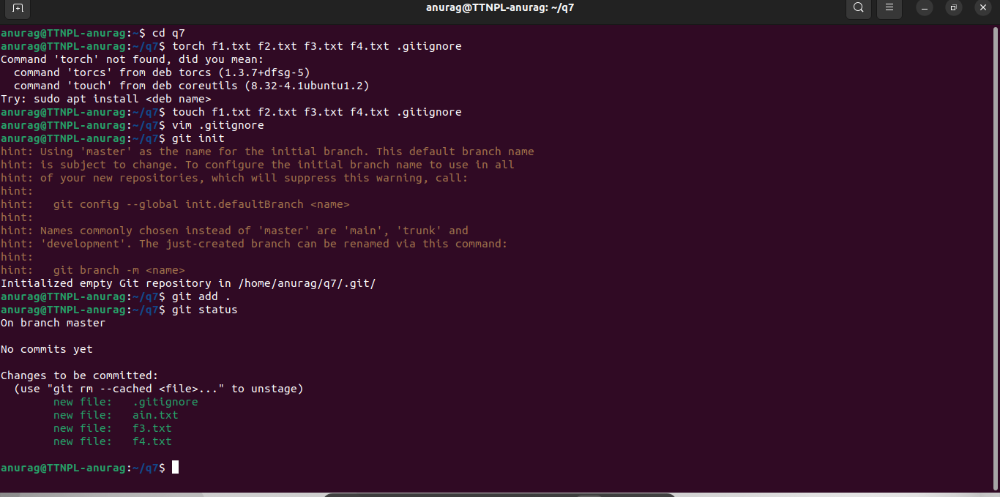 anurag@TTNPL-anurag: ~/q7
anurag@TTNPL-anurag:~$ cd q7
anurag@TTNPL-anurag:~/q7$ torch f1.txt f2.txt f3.txt f4.txt .gitignore
Command 'torch' not found, did you mean:
  command 'torcs' from deb torcs (1.3.7+dfsg-5)
  command 'touch' from deb coreutils (8.32-4.1ubuntu1.2)
Try: sudo apt install <deb name>
anurag@TTNPL-anurag:~/q7$ touch f1.txt f2.txt f3.txt f4.txt .gitignore
anurag@TTNPL-anurag:~/q7$ vim .gitignore
anurag@TTNPL-anurag:~/q7$ git init
hint: Using 'master' as the name for the initial branch. This default branch name
hint: is subject to change. To configure the initial branch name to use in all
hint: of your new repositories, which will suppress this warning, call:
hint:
hint:   git config --global init.defaultBranch <name>
hint:
hint: Names commonly chosen instead of 'master' are 'main', 'trunk' and
hint: 'development'. The just-created branch can be renamed via this command:
hint:
hint:   git branch -m <name>
Initialized empty Git repository in /home/anurag/q7/.git/
anurag@TTNPL-anurag:~/q7$ git add .
anurag@TTNPL-anurag:~/q7$ git status
On branch master
No commits yet
Changes to be committed:
  (use "git rm --cached <file>..." to unstage)
        new file:   .gitignore
        new file:   ain.txt
        new file:   f3.txt
        new file:   f4.txt
anurag@TTNPL-anurag:~/q7$